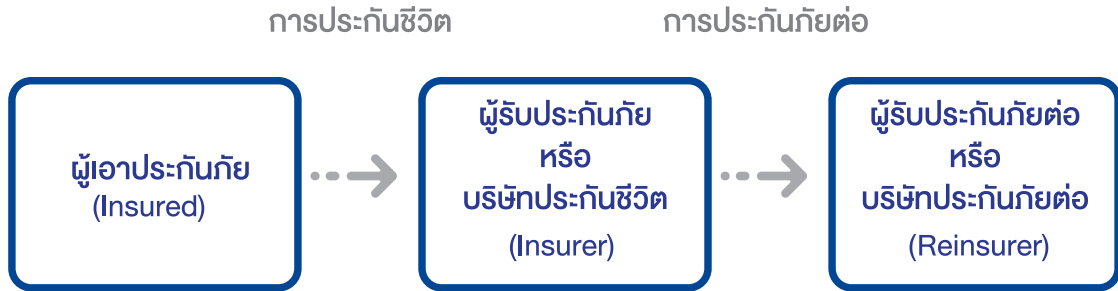 การประกันชีวิต
การประกันภัยต่อ
ผู้เอาประกันภัย
(Insured)
ผู้รับประกันภัย
หรือ
บริษัทประกันชีวิต
(Insurer)
ผู้รับประกันภัยต่อ
หรือ
บริษัทประกันภัยต่อ
(Reinsurer)